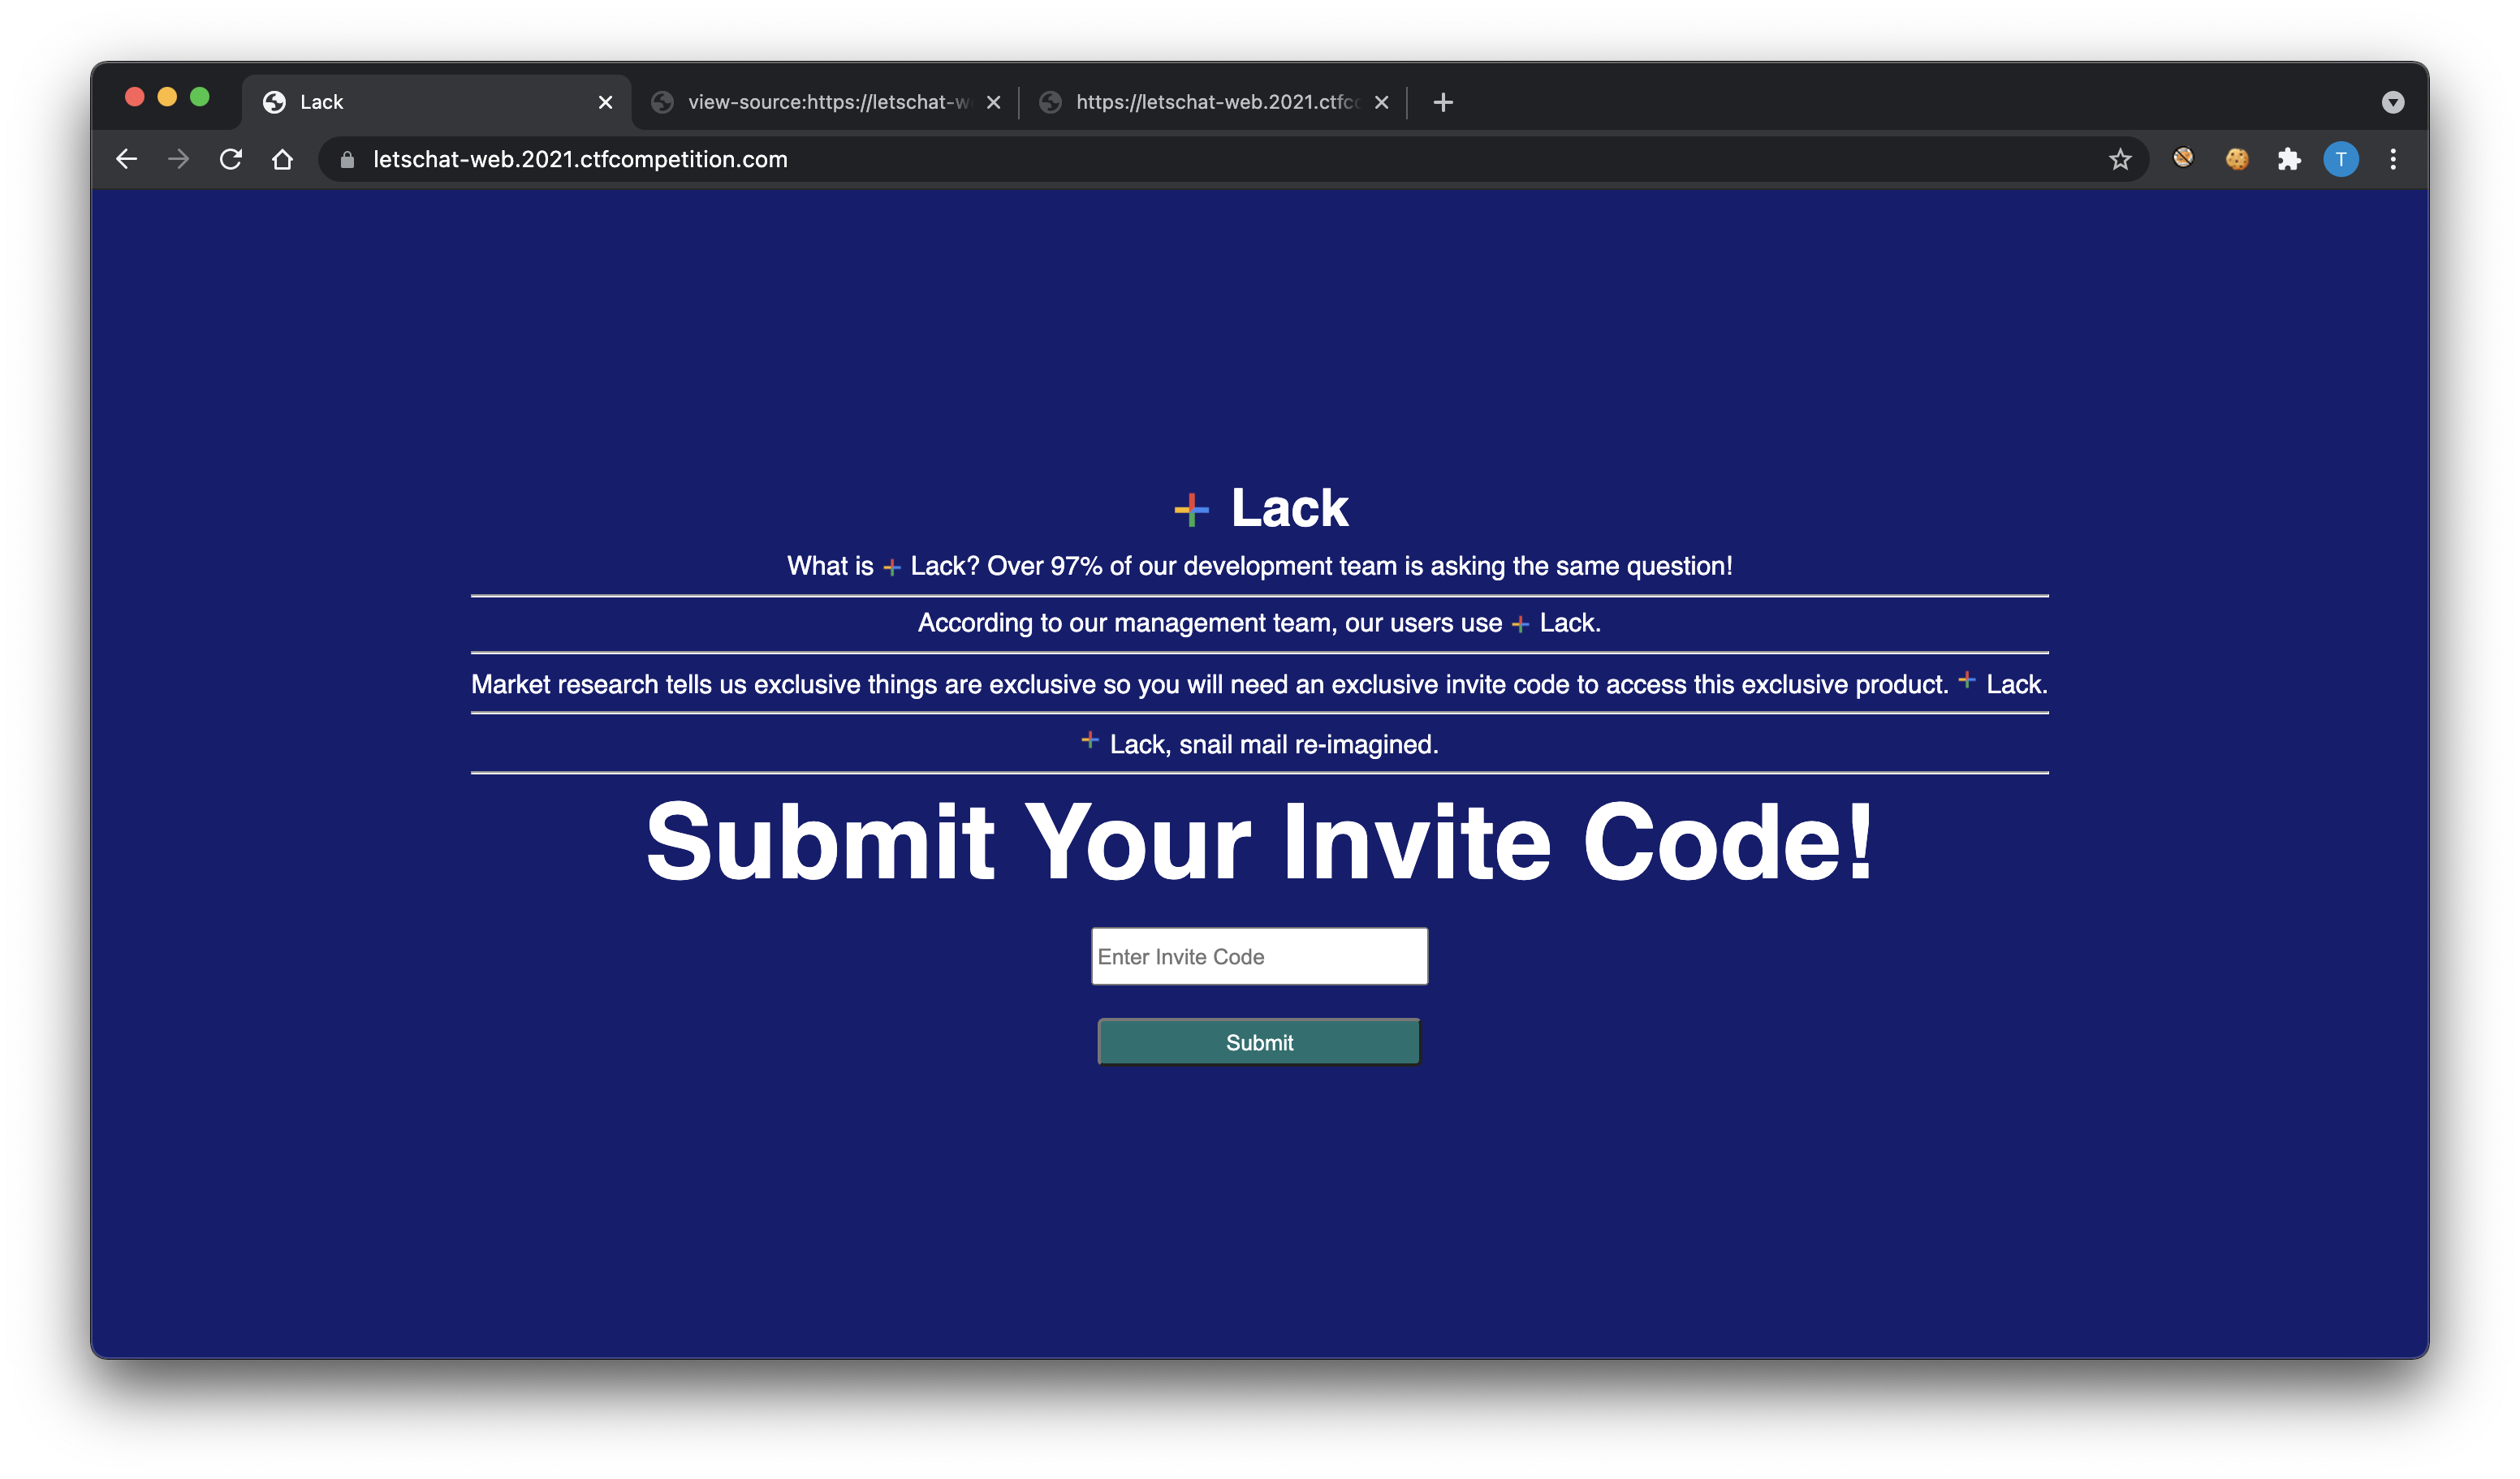 Lack
view-source:https://letschat-w
https://letschat-web.2021.ctfc
letschat-web.2021.ctfcompetition.com
T
Lack
What is Lack? Over 97% of our development team is asking the same question!
According to our management team, our users use Lack.
Market research tells us exclusive things are exclusive so you will need an exclusive invite code to access this exclusive product. Lack.
Lack, snail mail re-imagined.
Submit Your Invite Code!
Enter Invite Code
Submit